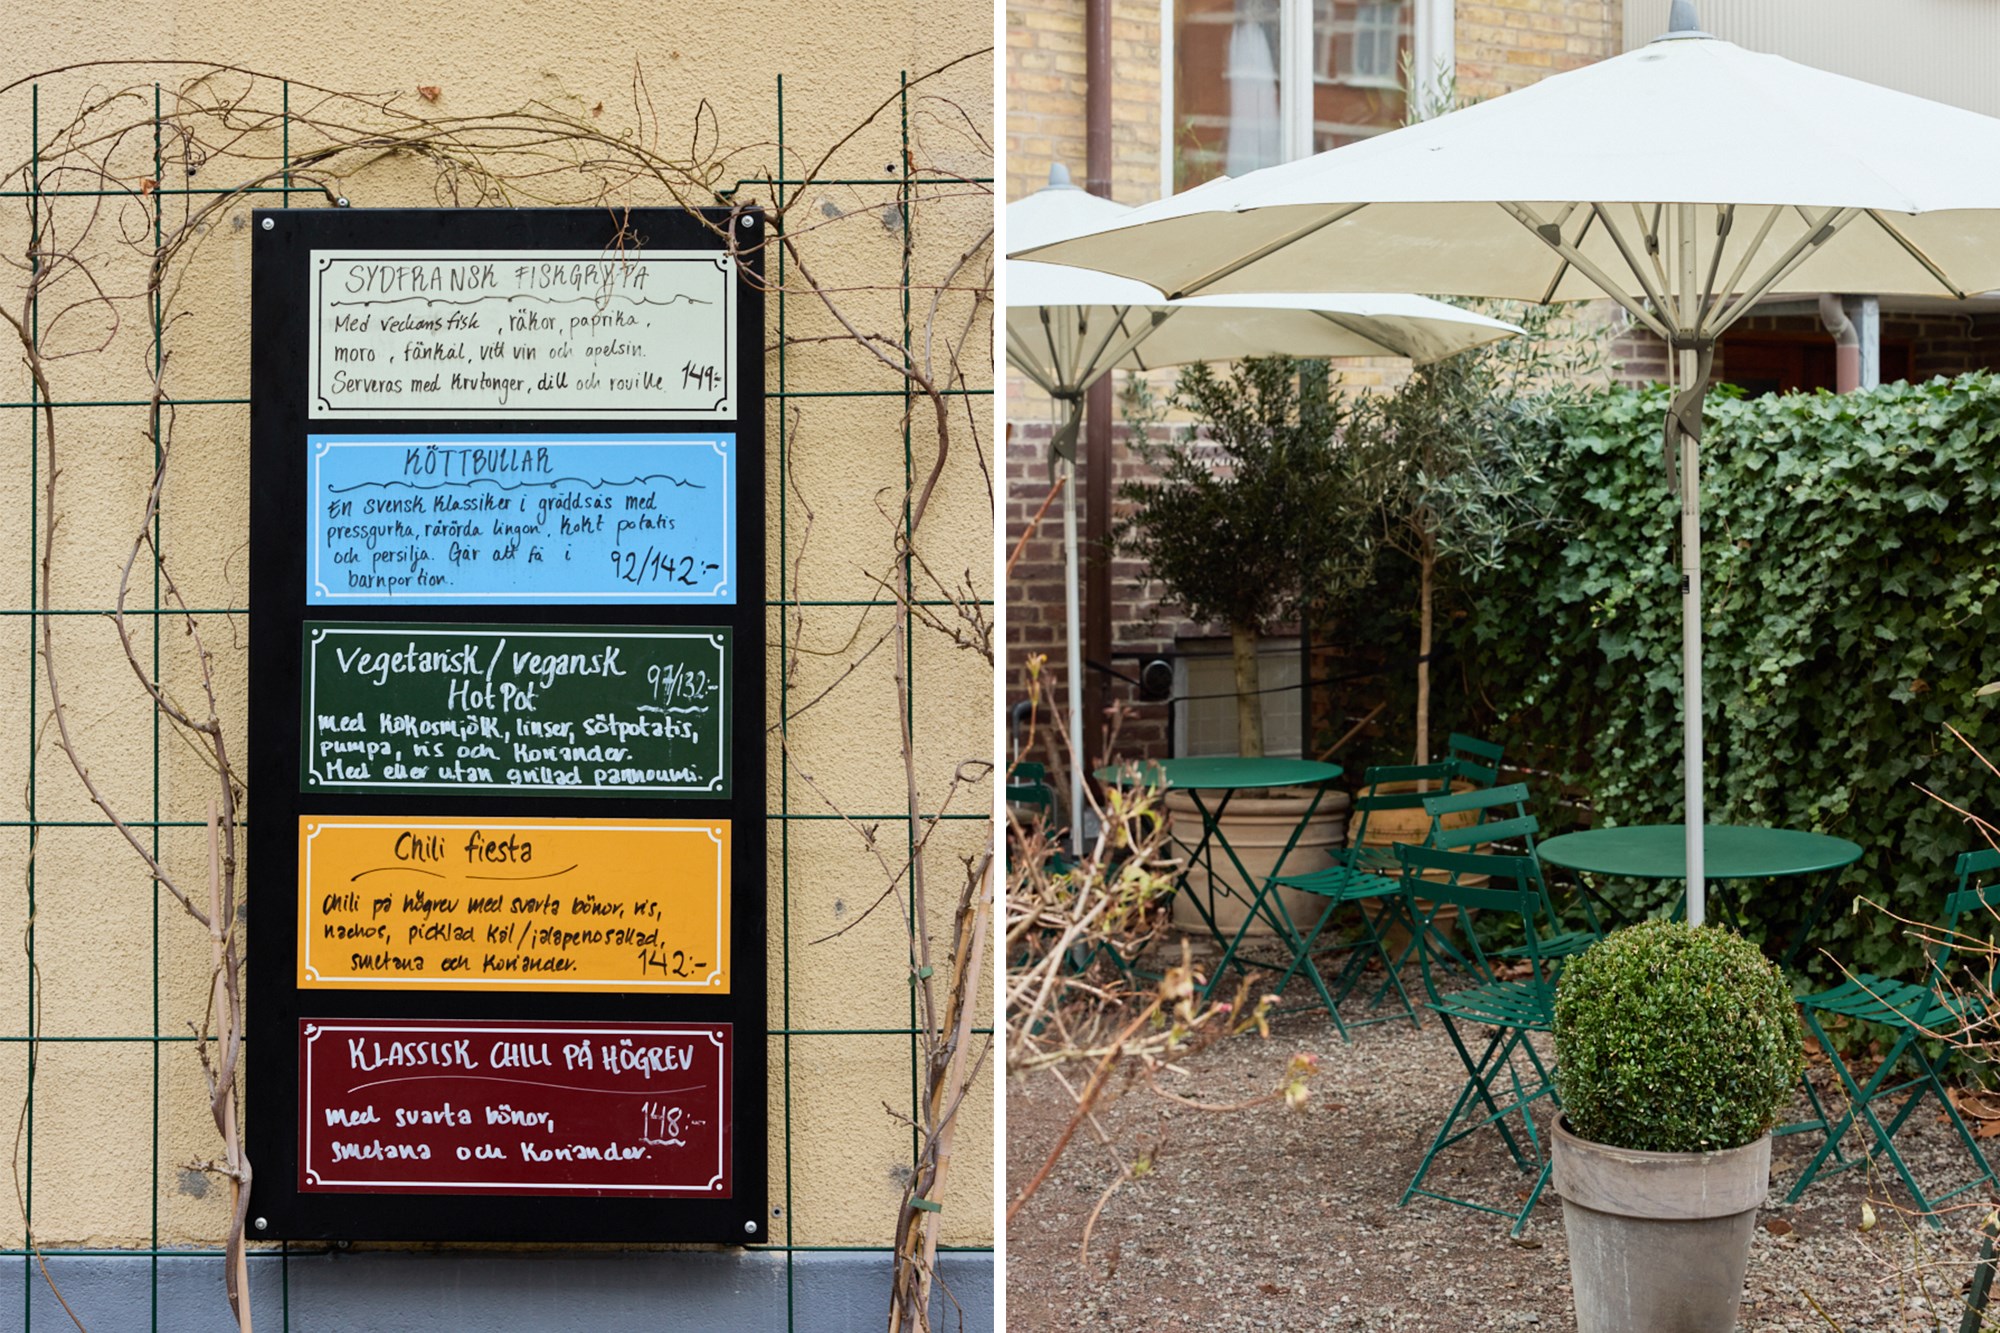 SYDFRANSK FISKGRYTA
Med veckans fisk, räkor, paprika,
moro, fänkål, vitt vin och apelsin.
Serveras med Krutonger, dill och rouille. 149:-
KÖTTBULLAR
En svensk klassiker i gräddsås med
pressgurka, rårörda lingon, kokt potatis
och persilja. Går att få i
barnportion. 92/142:-
Vegetarisk/vegansk 97/132:-
Hot Pot
med kokosmjölk, linser, sötpotatis,
pumpa, ris och koriander.
Med eller utan grillad pannoumi.
Chili fiesta
Chili på högrev med svarta bönor, ris,
nachos, picklad kål/jalapenosallad,
smetana och koriander. 142:-
KLASSISK CHILI PÅ HÖGREV
med svarta bönor, 148:-
smetana och koriander.